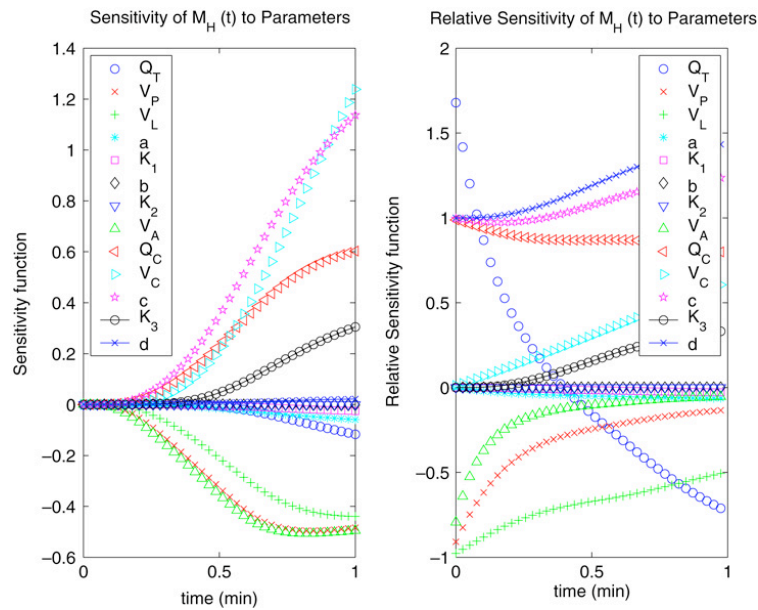 Sensitivity of M_H (t) to Parameters
Sensitivity function
1.4
1.2
1
0.8
0.6
0.4
0.2
0
−0.2
−0.4
−0.6
0
0.5
1
time (min)
Q_T
V_P
V_L
a
K_1
b
K_2
V_A
Q_C
V_C
c
K_3
d
Relative Sensitivity of M_H (t) to Parameters
Relative Sensitivity function
2
1.5
1
0.5
0
−0.5
−1
0
0.5
1
time (min)
Q_T
V_P
V_L
a
K_1
b
K_2
V_A
Q_C
V_C
c
K_3
d